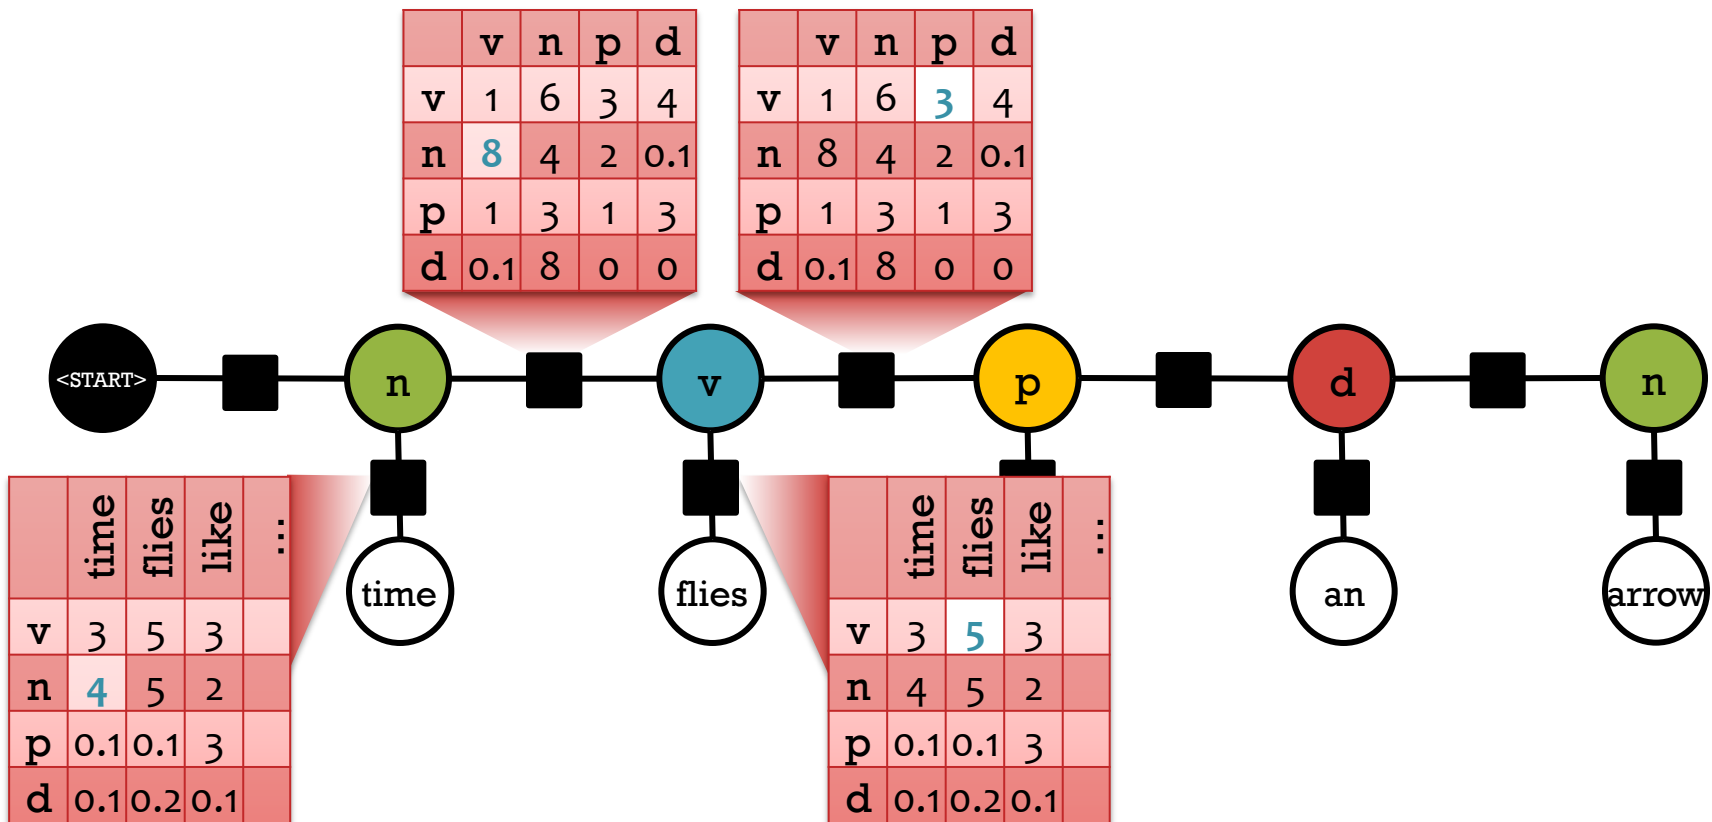 v n p d
v 1 6 3 4
n 8 4 2 0.1
p 1 3 1 3
d 0.1 8 0 0
v n p d
v 1 6 3 4
n 8 4 2 0.1
p 1 3 1 3
d 0.1 8 0 0
<START> n v p d n
time flies like ...
v 3 5 3
n 4 5 2
p 0.1 0.1 3
d 0.1 0.2 0.1
time
flies
time flies like ...
v 3 5 3
n 4 5 2
p 0.1 0.1 3
d 0.1 0.2 0.1
an
arrow